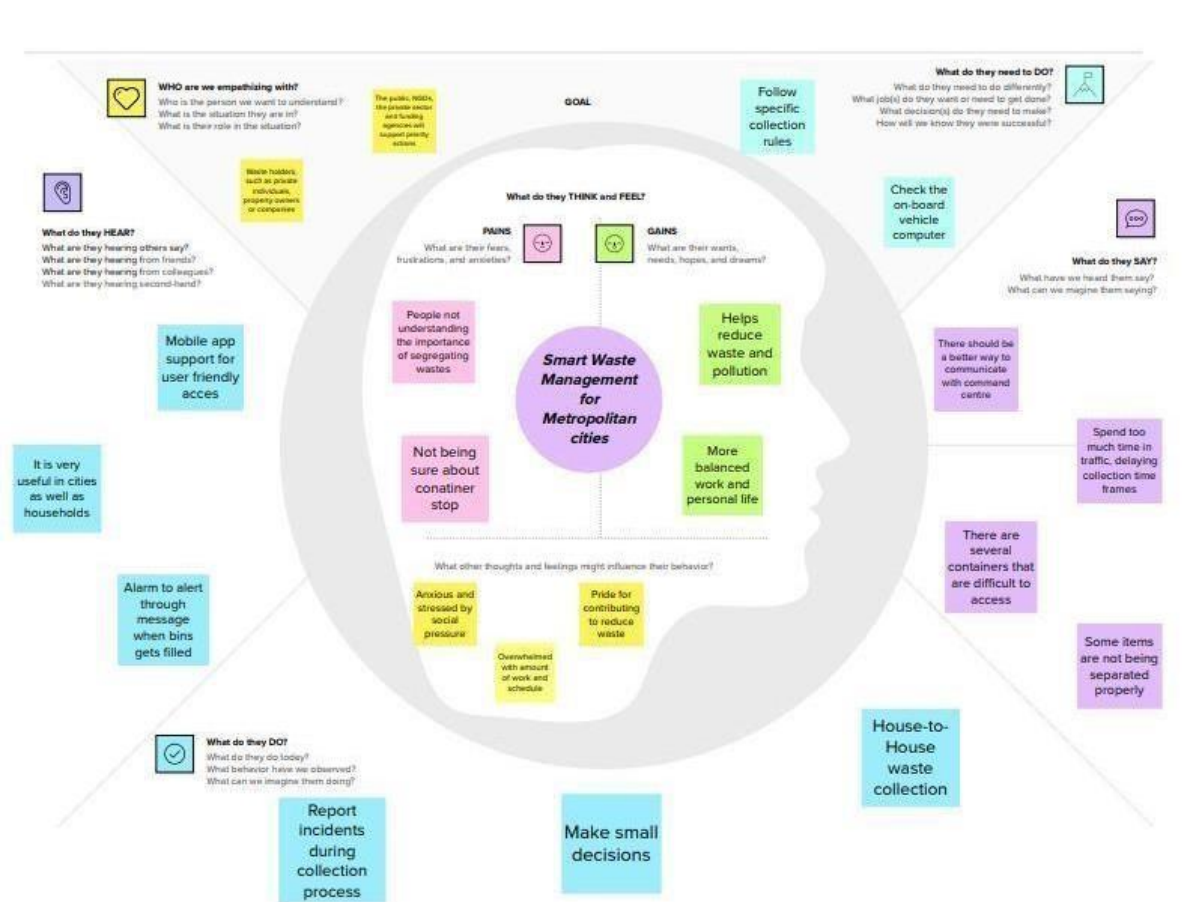 WHO are we empathizing with?
Who is the person we want to understand?
What is the situation they are in?
What is their role in the situation?
The public, NGOs,
the private sector
and funding
agencies will
support priority
actions
Waste holders,
such as private
individuals,
property owners
or companies
GOAL
Follow
specific
collection
rules
What do they need to DO?
What do they need to do differently?
What job(s) do they want or need to get done?
What decision(s) do they need to make?
How will we know they were successful?
Check the
on-board
vehicle
computer
What do they HEAR?
What are they hearing others say?
What are they hearing from friends?
What are they hearing from colleagues?
What are they hearing second-hand?
Mobile app
support for
user friendly
acces
It is very
useful in cities
as well as
households
Alarm to alert
through
message
when bins
gets filled
What do they THINK and FEEL?
PAINS
What are their fears,
frustrations, and anxieties?
GAINS
What are their wants,
needs, hopes, and dreams?
People not
understanding
the importance
of segregating
wastes
Not being
sure about
conatiner
stop
Smart Waste
Management
for
Metropolitan
cities
Helps
reduce
waste and
pollution
More
balanced
work and
personal life
What other thoughts and feelings might influence their behavior?
Anxious and
stressed by
social
pressure
Overwhelmed
with amount
of work and
schedule
Pride for
contributing
to reduce
waste
What do they SAY?
What have we heard them say?
What can we magine them saying?
There should be
a better way to
communicate
with command
centre
Spend too
much time in
traffic, delaying
collection time
frames
There are
several
containers that
are difficult to
access
Some items
are not being
separated
properly
What do they DO?
What do they do today?
What behavior have we observed?
What can we imagine them doing?
Report
incidents
during
collection
process
Make small
decisions
House-to-
House
waste
collection